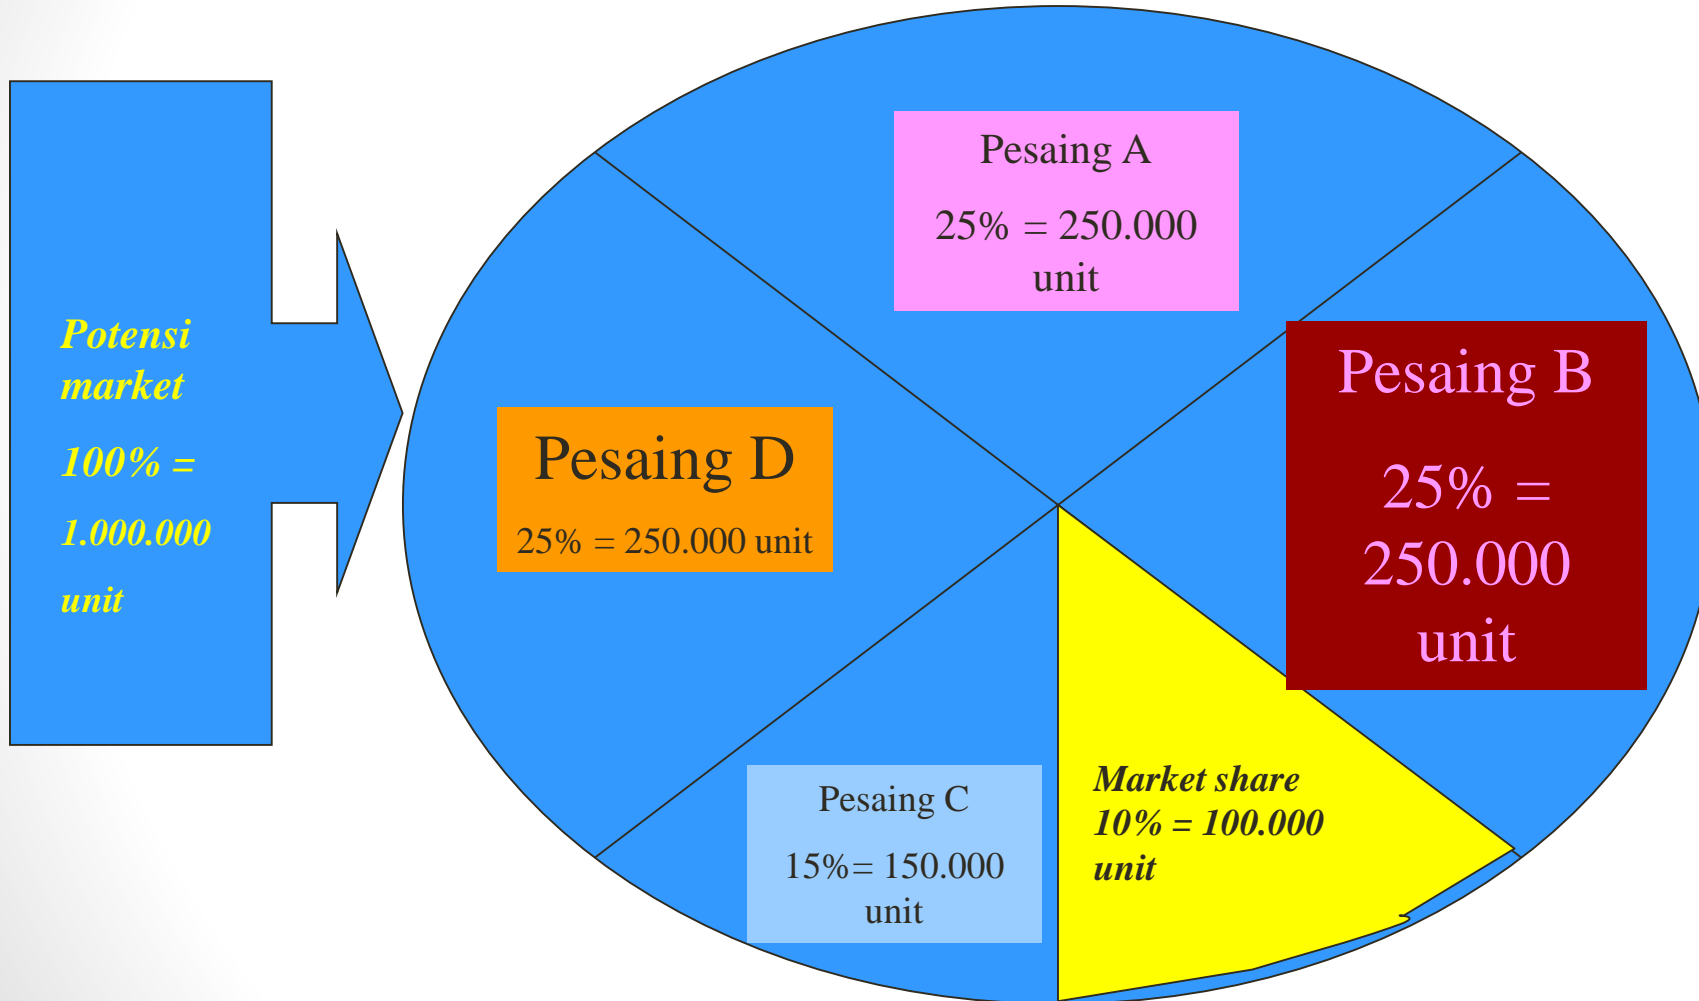 Potensi
market
100% =
1.000.000
unit
Pesaing A
25% = 250.000
unit
Pesaing B
25% =
250.000
unit
Pesaing D
25% = 250.000 unit
Pesaing C
15%= 150.000
unit
Market share
10% = 100.000
unit